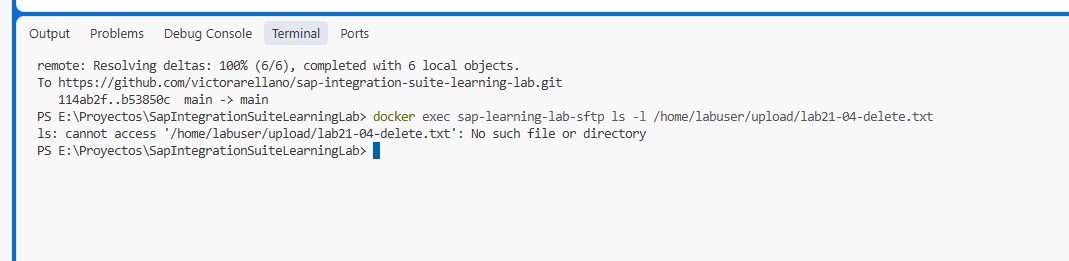 Output Problems Debug Console Terminal Ports
remote: Resolving deltas: 100% (6/6), completed with 6 local objects.
To https://github.com/victorarellano/sap-integration-suite-learning-lab.git
114ab2f..b53850c main -> main
PS E:\Proyectos\SapIntegrationSuiteLearningLab> docker exec sap-learning-lab-sftp ls -l /home/labuser/upload/lab21-04-delete.txt
ls: cannot access '/home/labuser/upload/lab21-04-delete.txt': No such file or directory
PS E:\Proyectos\SapIntegrationSuiteLearningLab>